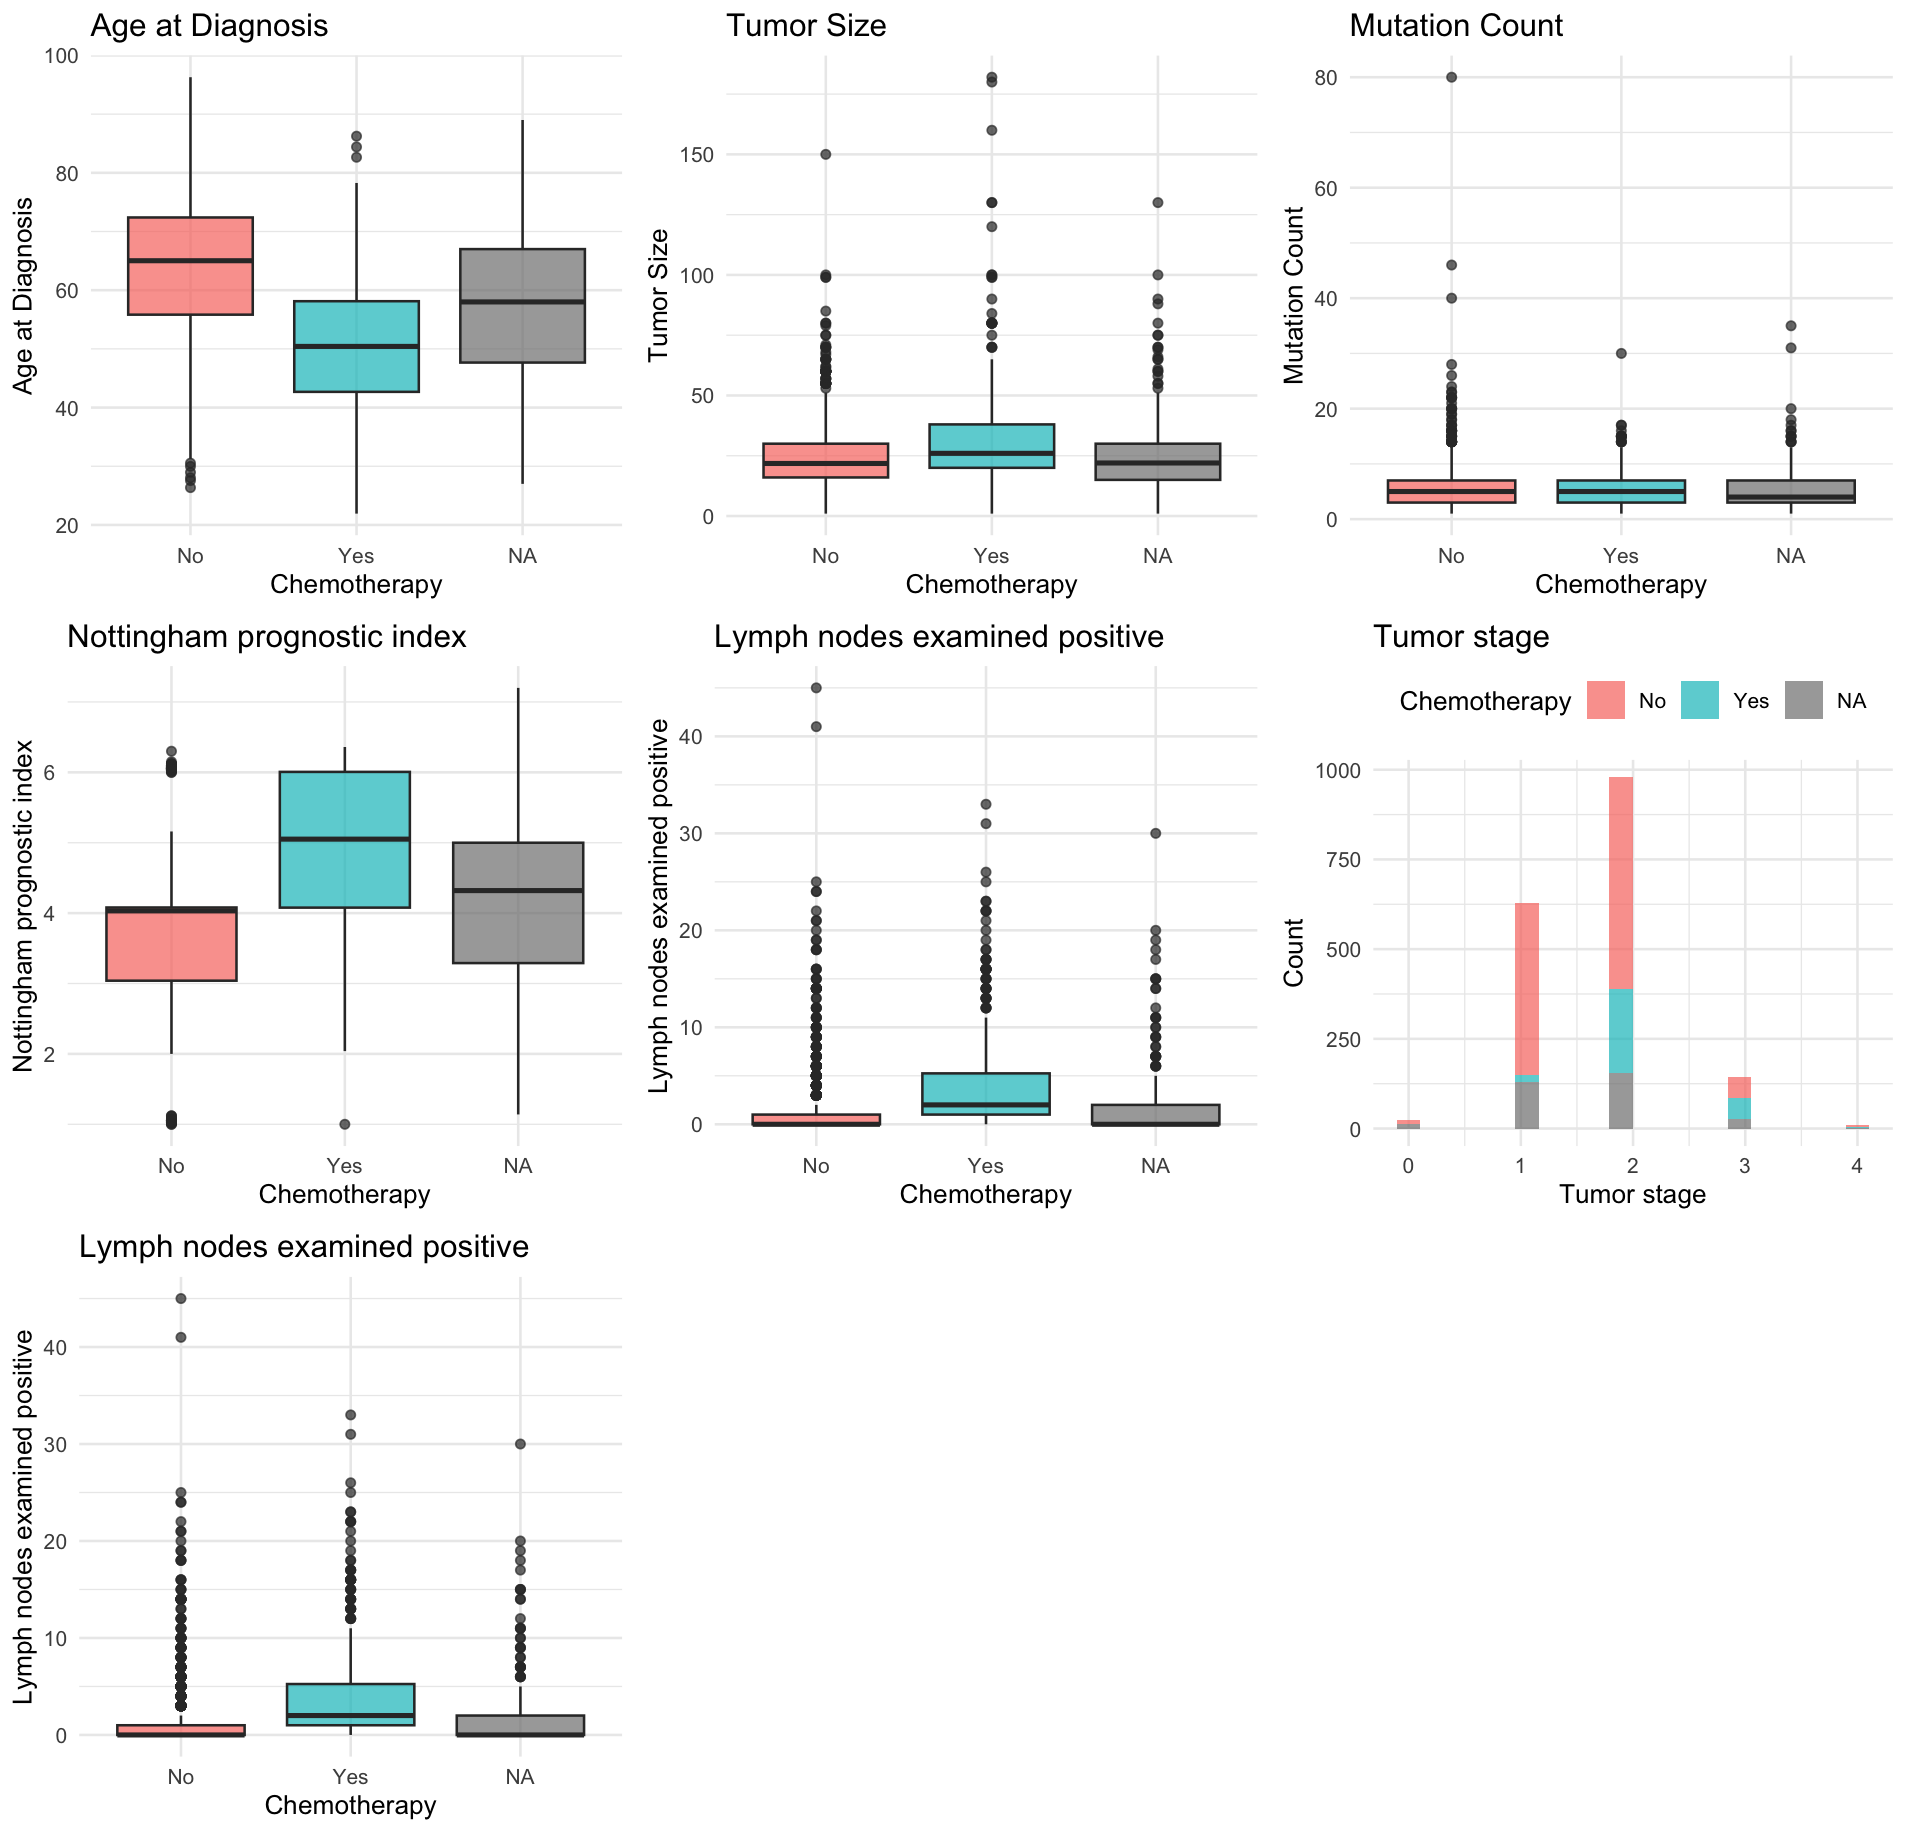 Age at Diagnosis
Age at Diagnosis
100
80
60
40
20
No Yes NA
Chemotherapy
Tumor Size
Tumor Size
150
100
50
0
No Yes NA
Chemotherapy
Mutation Count
Mutation Count
80
60
40
20
0
No Yes NA
Chemotherapy
Nottingham prognostic index
Nottingham prognostic index
6
4
2
No Yes NA
Chemotherapy
Lymph nodes examined positive
Lymph nodes examined positive
40
30
20
10
0
No Yes NA
Chemotherapy
Tumor stage
Chemotherapy No Yes NA
Count
1000
750
500
250
0
0 1 2 3 4
Tumor stage
Lymph nodes examined positive
Lymph nodes examined positive
40
30
20
10
0
No Yes NA
Chemotherapy